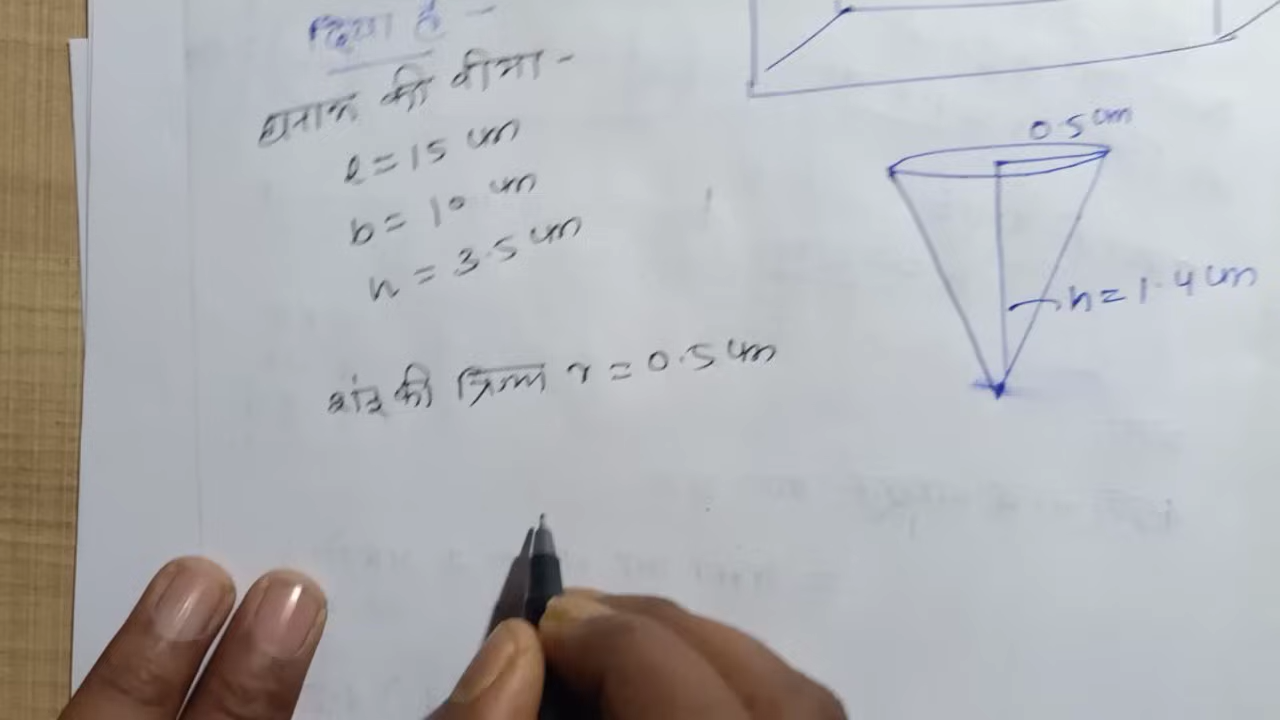 दिया है -
घनाभ की वीमा -
l = 15 cm
b = 10 cm
h = 3.5 cm
शंकु की त्रिज्या r = 0.5 cm
0.5 cm
h = 1.4 cm